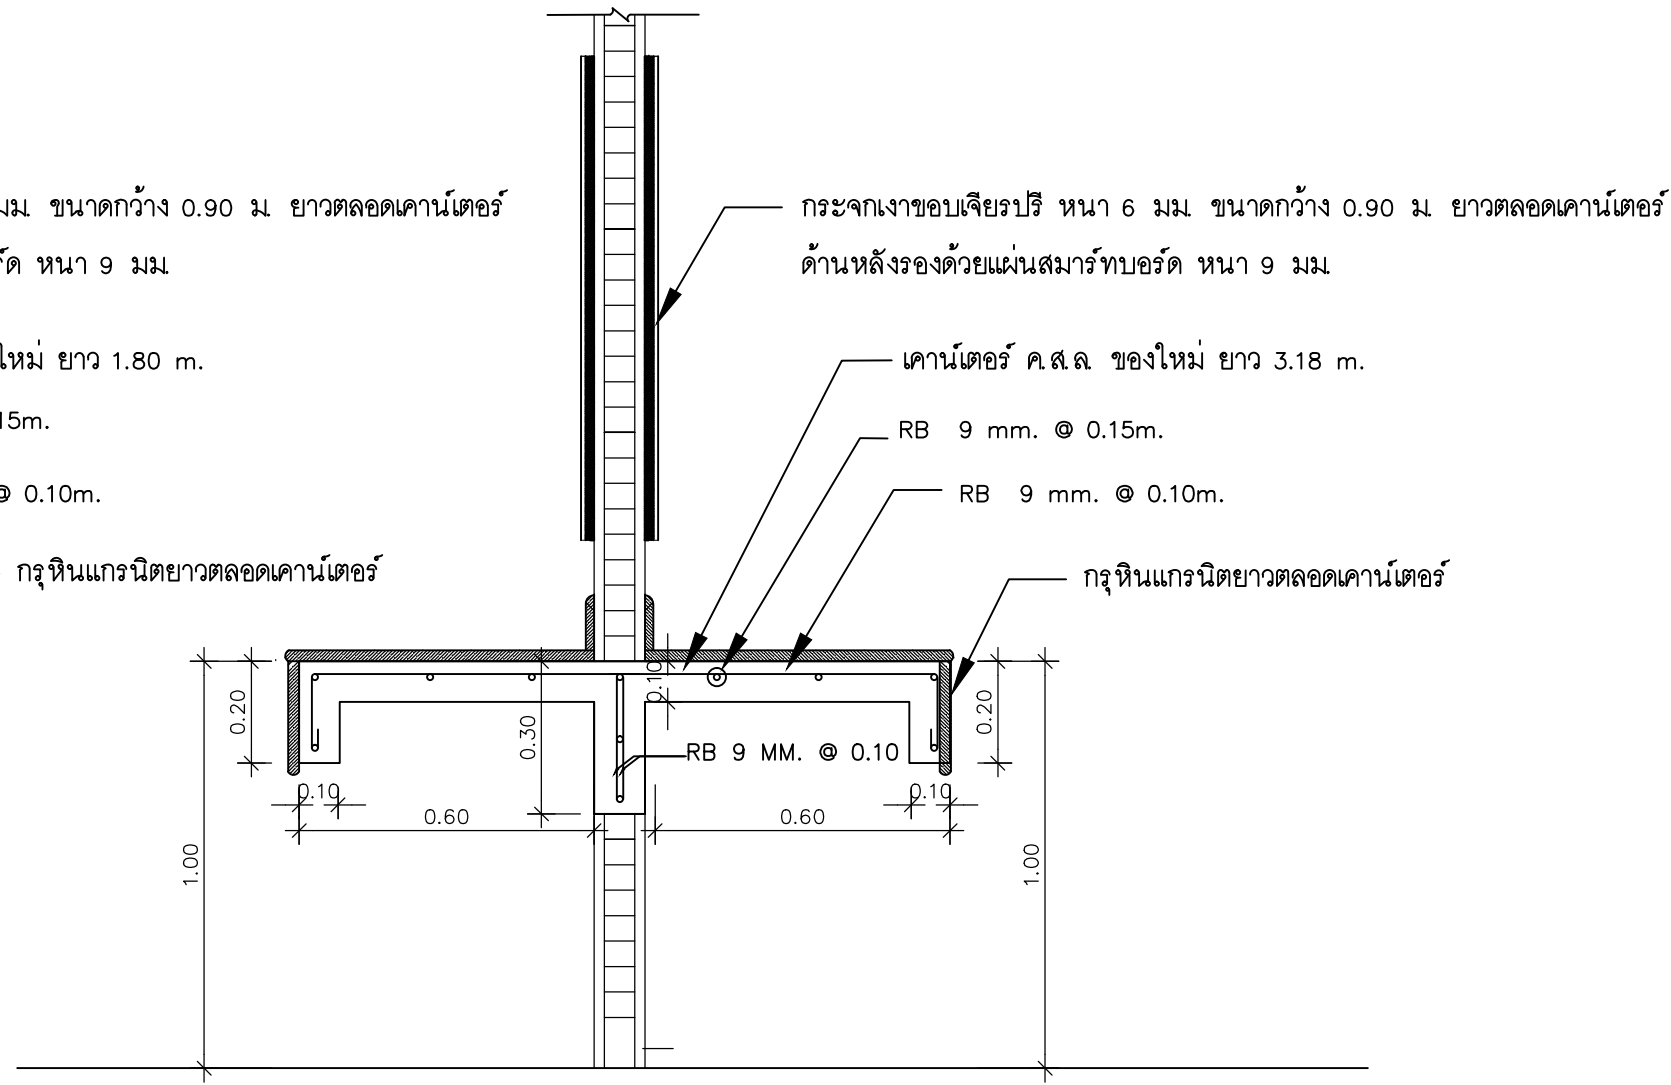 มม. ขนาดกว้าง 0.90 ม. ยาวตลอดเคาน์เตอร์
ร์ด หนา 9 มม.
ใหม่ ยาว 1.80 m.
15m.
@ 0.10m.
กรุหินแกรนิตยาวตลอดเคาน์เตอร์
กระจกเงาขอบเจียรปรี หนา 6 มม. ขนาดกว้าง 0.90 ม. ยาวตลอดเคาน์เตอร์
ด้านหลังรองด้วยแผ่นสมาร์ทบอร์ด หนา 9 มม.
เคาน์เตอร์ ค.ส.ล. ของใหม่ ยาว 3.18 m.
RB 9 mm. @ 0.15m.
RB 9 mm. @ 0.10m.
กรุหินแกรนิตยาวตลอดเคาน์เตอร์
0.20
0.30
0.10
0.20
RB 9 MM. @ 0.10
0.10
0.10
0.60
0.60
1.00
1.00